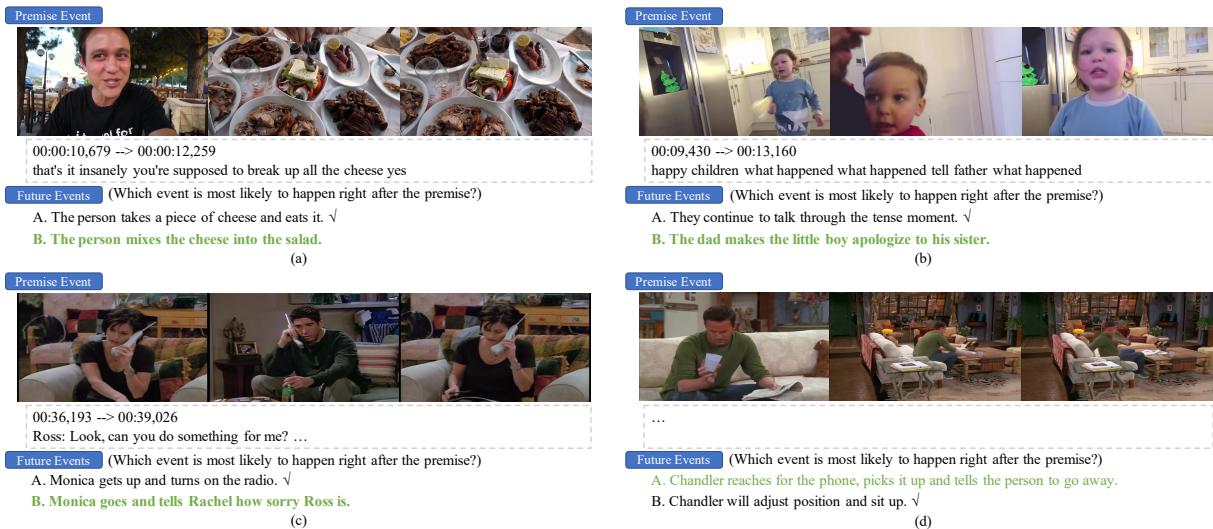 Premise Event
00:00:10,679 --> 00:00:12,259
that's it insanely you're supposed to break up all the cheese yes
Future Events (Which event is most likely to happen right after the premise?)
A. The person takes a piece of cheese and eats it. √
B. The person mixes the cheese into the salad.
(a)
Premise Event
00:09,430 --> 00:13,160
happy children what happened what happened tell father what happened
Future Events (Which event is most likely to happen right after the premise?)
A. They continue to talk through the tense moment. √
B. The dad makes the little boy apologize to his sister.
(b)
Premise Event
00:36,193 --> 00:39,026
Ross: Look, can you do something for me? …
Future Events (Which event is most likely to happen right after the premise?)
A. Monica gets up and turns on the radio. √
B. Monica goes and tells Rachel how sorry Ross is.
(c)
Premise Event
…
Future Events (Which event is most likely to happen right after the premise?)
A. Chandler reaches for the phone, picks it up and tells the person to go away.
B. Chandler will adjust position and sit up. √
(d)